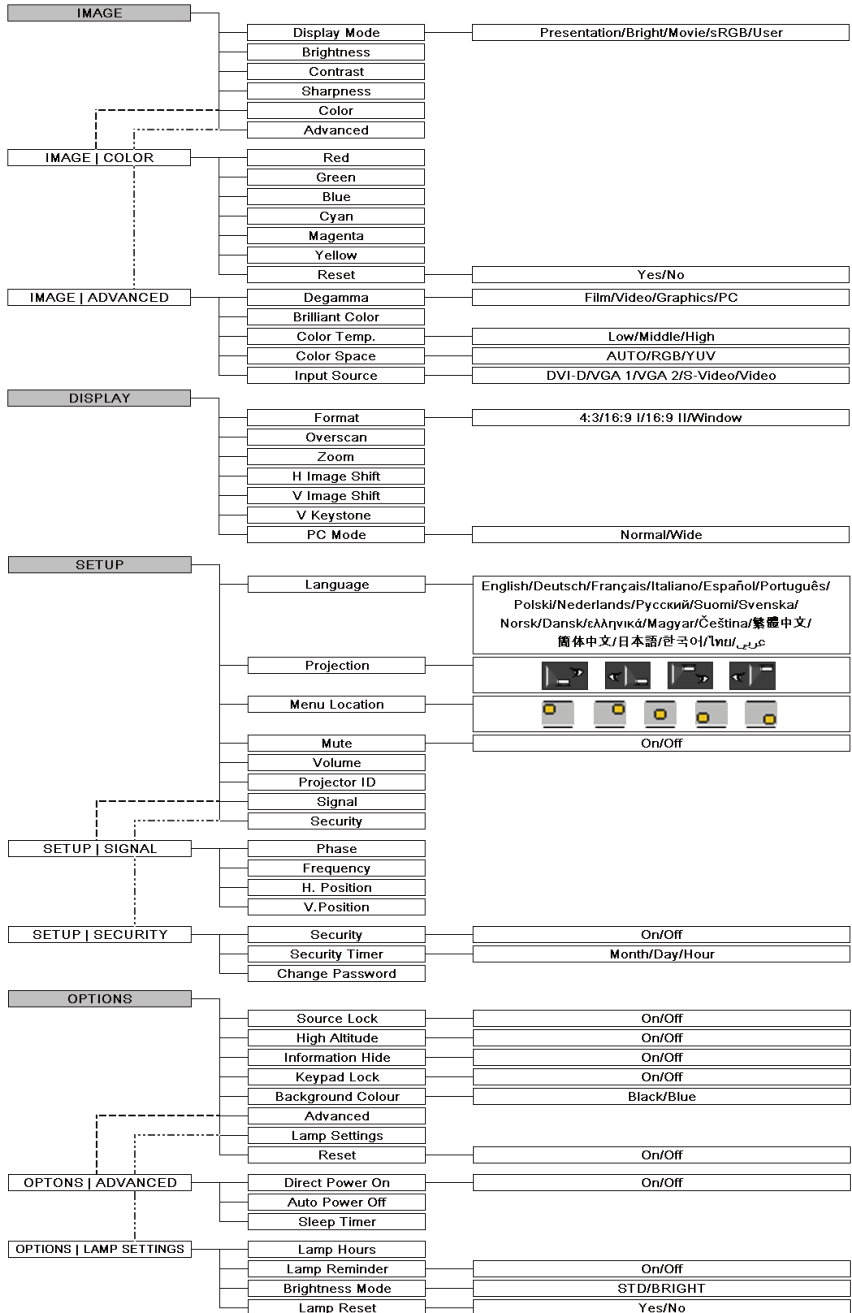 IMAGE
Display Mode Presentation/Bright/Movie/sRGB/User
Brightness
Contrast
Sharpness
Color
Advanced
IMAGE | COLOR Red
Green
Blue
Cyan
Magenta
Yellow
Reset Yes/No
IMAGE | ADVANCED Degamma Film/Video/Graphics/PC
Brilliant Color
Color Temp. Low/Middle/High
Color Space AUTO/RGB/YUV
Input Source DVI-D/VGA 1/VGA 2/S-Video/Video
DISPLAY
Format 4:3/16:9 I/16:9 II/Window
Overscan
Zoom
H Image Shift
V Image Shift
V Keystone
PC Mode Normal/Wide
SETUP
Language English/Deutsch/Français/Italiano/Español/Português/
Polski/Nederlands/Русский/Suomi/Svenska/
Norsk/Dansk/ελληνικά/Magyar/Čeština/繁體中文/
简体中文/日本語/한국어/ไทย/عربي
Projection
Menu Location
Mute On/Off
Volume
Projector ID
Signal
Security
SETUP | SIGNAL Phase
Frequency
H. Position
V.Position
SETUP | SECURITY Security On/Off
Security Timer Month/Day/Hour
Change Password
OPTIONS
Source Lock On/Off
High Altitude On/Off
Information Hide On/Off
Keypad Lock On/Off
Background Colour Black/Blue
Advanced
Lamp Settings
Reset On/Off
OPTONS | ADVANCED Direct Power On On/Off
Auto Power Off
Sleep Timer
OPTIONS | LAMP SETTINGS Lamp Hours
Lamp Reminder On/Off
Brightness Mode STD/BRIGHT
Lamp Reset Yes/No